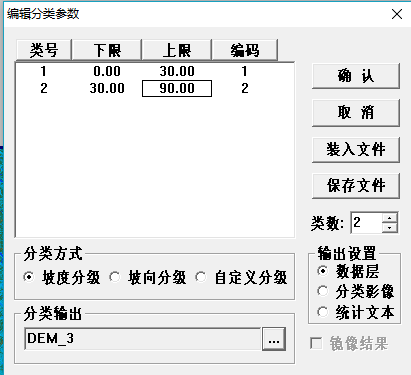 编辑分类参数
类号 下限 上限 编码
1 0.00 30.00 1
2 30.00 90.00 2
确 认
取 消
装入文件
保存文件
类数: 2
分类方式
坡度分级 坡向分级 自定义分级
输出设置
数据层
分类影像
统计文本
分类输出
DEM_3 ...
镜像结果